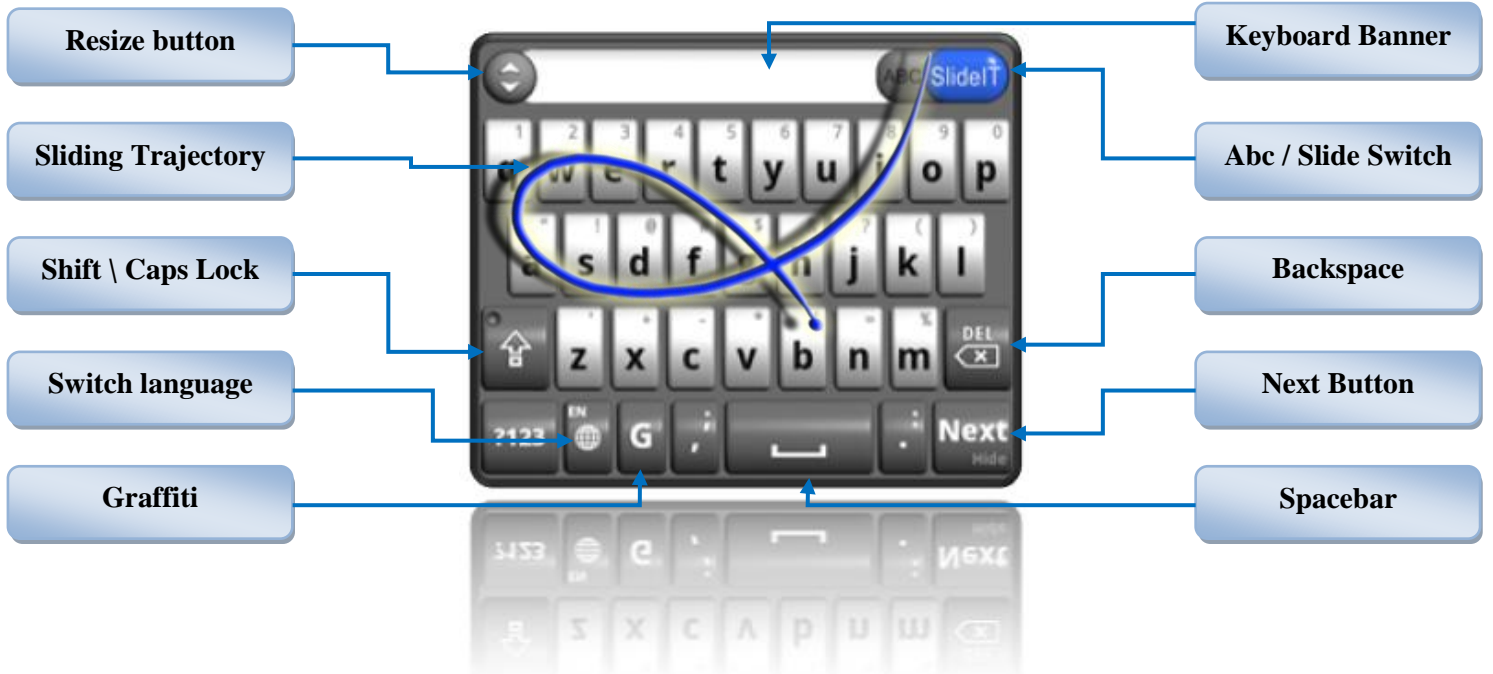 Resize button
Keyboard Banner
ABC SlideIT
Sliding Trajectory
Abc / Slide Switch
1 2 3 4 5 6 7 8 9 0
q w e r t y u i o p
Shift \ Caps Lock
Backspace
" ! @ # $ ? ( )
a s d f g h j k l
Switch language
Next Button
' + - * = % DEL
z x c v b n m
Graffiti
Spacebar
EN
?123 G , ; . : Next
Hide